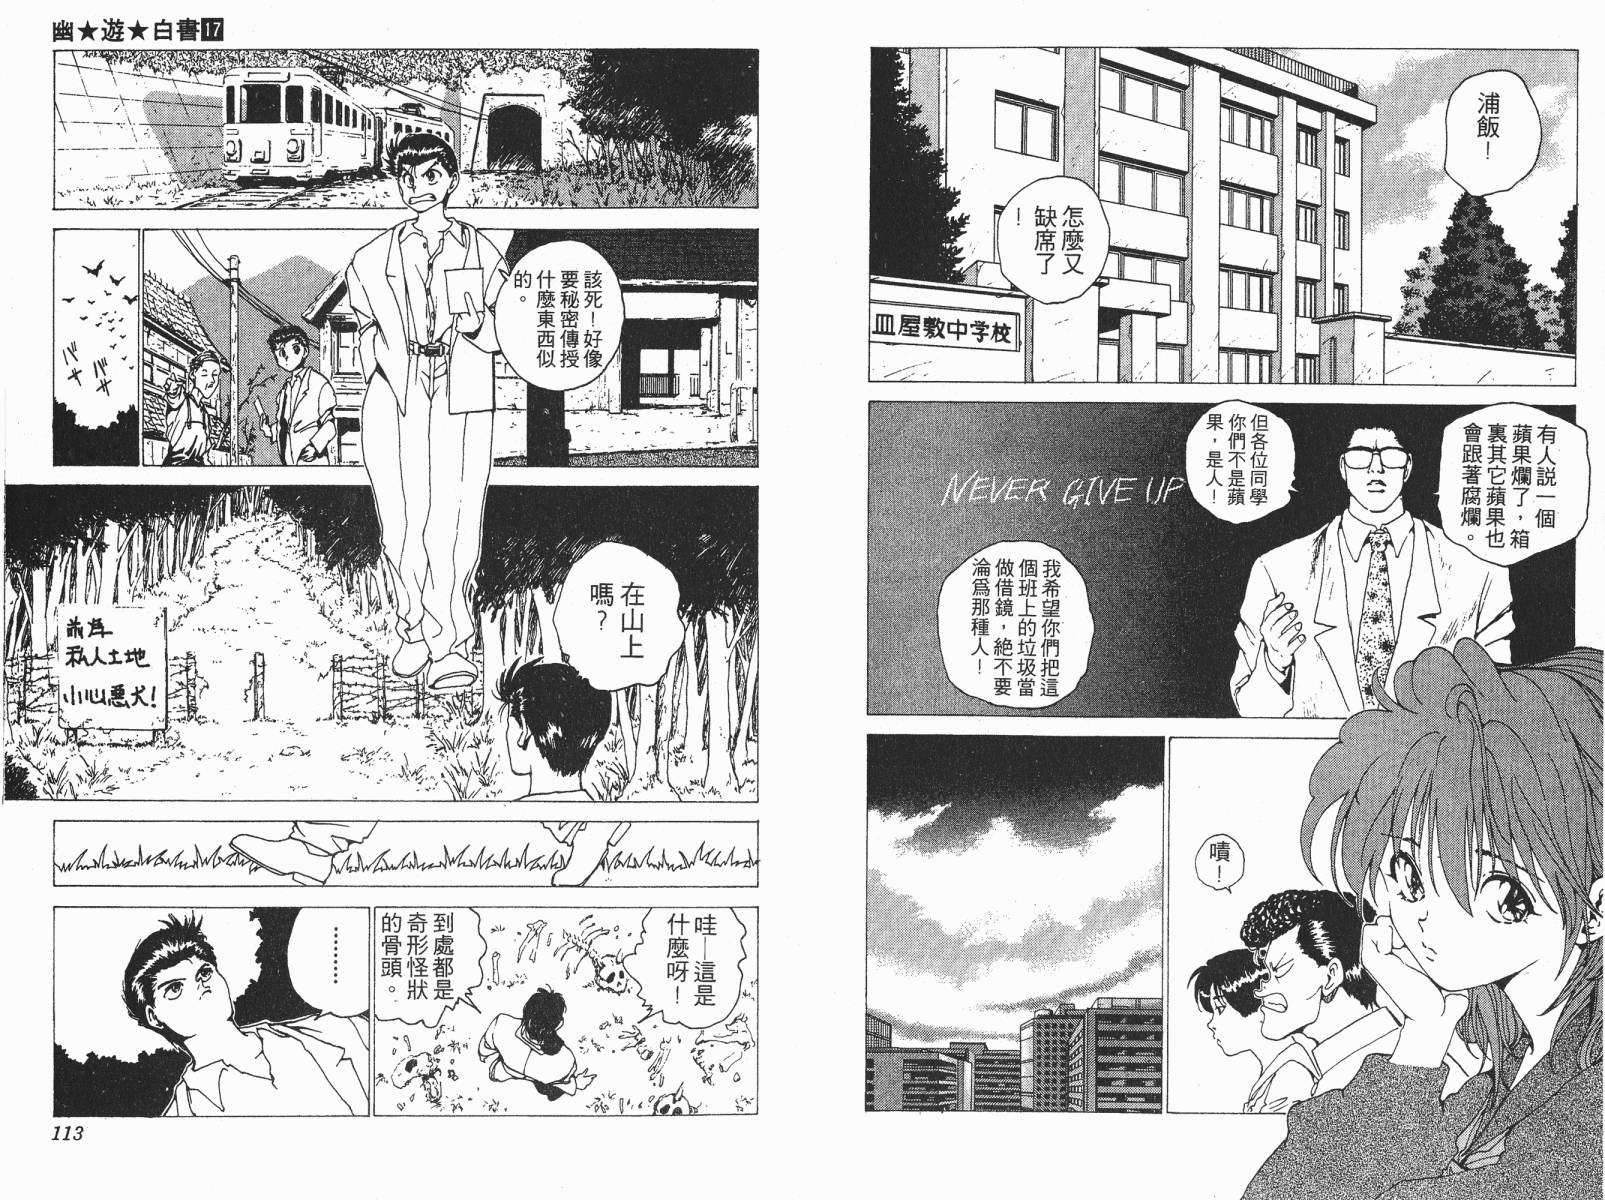 浦飯！
怎麼又
缺席了
！
皿屋敷中学校
有人説一個
蘋果爛了，箱
裏其它蘋果也
會跟著腐爛。
但各位同學
你們不是蘋
果，是人！
NEVER GIVE UP
我希望你們把這
個班上的垃圾當
做借鏡，絶不要
淪爲那種人！
嘖！
幽★遊★白書17
該死！好像
要秘密傳授
什麼東西似
的。
バサ
バサ
在山上
嗎？
私人土地
小心惡犬！
哇—這是
什麼呀！
到處都是
奇形怪狀
的骨頭。
………
113